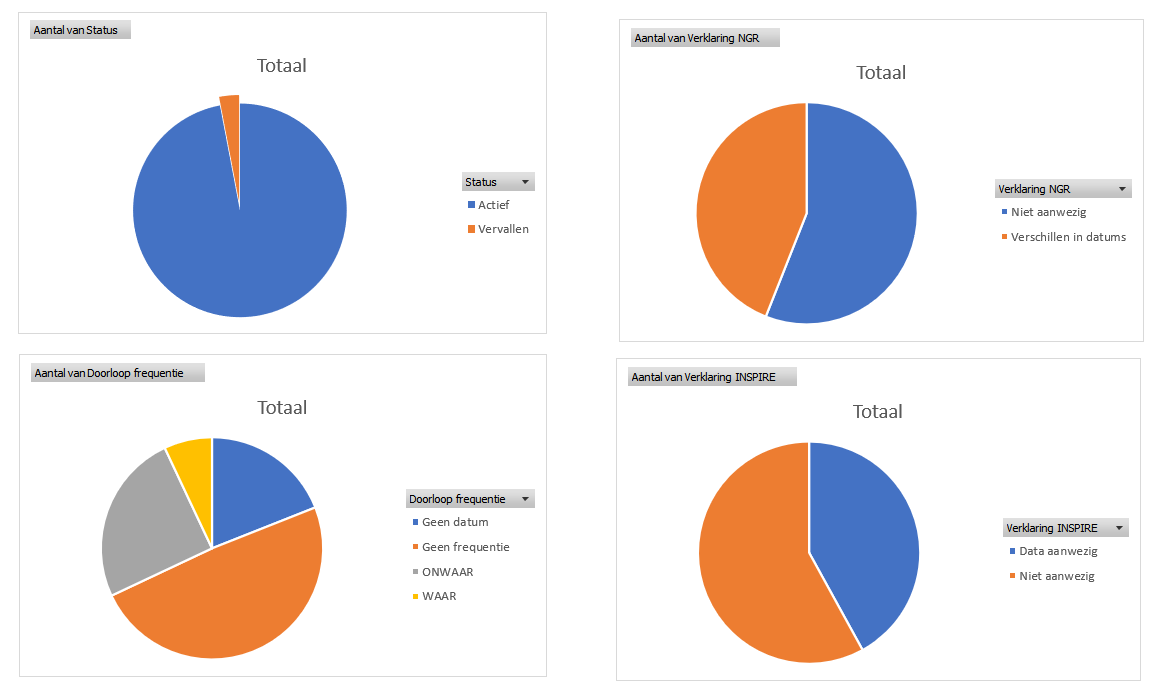 Aantal van Status
Totaal
Status
Actief
Vervallen
Aantal van Verklaring NGR
Totaal
Verklaring NGR
Niet aanwezig
Verschillen in datums
Aantal van Doorloop frequentie
Totaal
Doorloop frequentie
Geen datum
Geen frequentie
ONWAAR
WAAR
Aantal van Verklaring INSPIRE
Totaal
Verklaring INSPIRE
Data aanwezig
Niet aanwezig